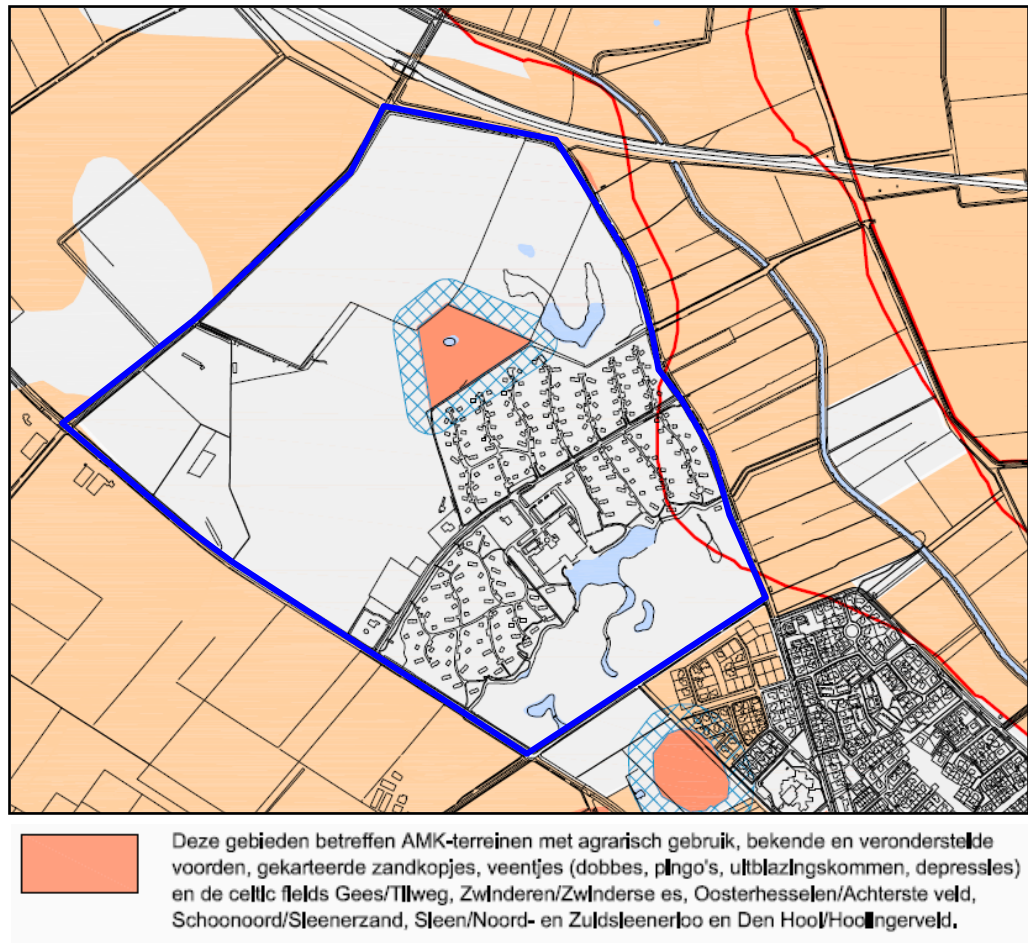 Deze gebieden betreffen AMK-terreinen met agrarisch gebruik, bekende en veronderstelde
voorden, gekarteerde zandkopjes, veentjes (dobbes, pingo's, uitblazingskommen, depressies)
en de celtic fields Gees/Tilweg, Zwinderen/Zwinderse es, Oosterhesselen/Achterste veld,
Schoonoord/Sleenerzand, Sleen/Noord- en Zuidsleenerloo en Den Hool/Hoolingerveld.